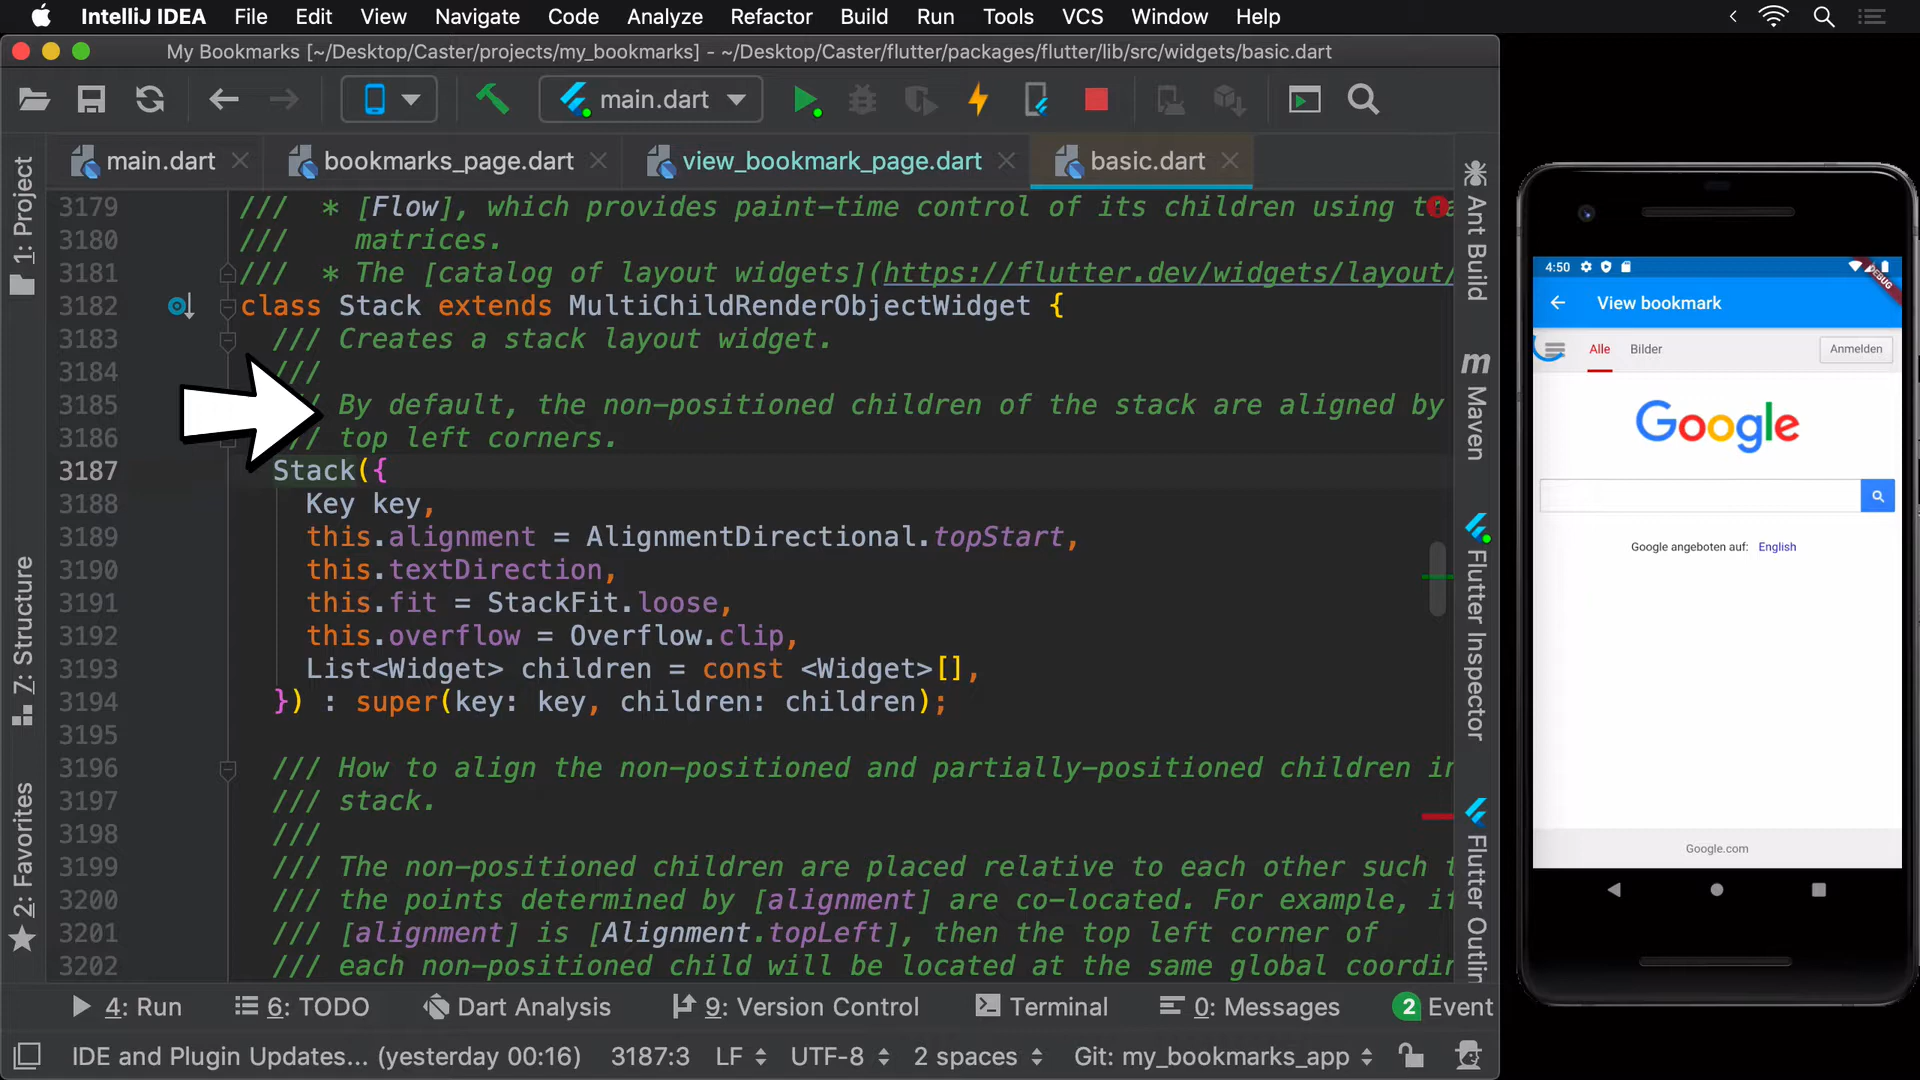 IntelliJ IDEA File Edit View Navigate Code Analyze Refactor Build Run Tools VCS Window Help
My Bookmarks [~/Desktop/Caster/projects/my_bookmarks] - ~/Desktop/Caster/flutter/packages/flutter/lib/src/widgets/basic.dart
main.dart
main.dart bookmarks_page.dart view_bookmark_page.dart basic.dart
1: Project
7: Structure
2: Favorites
3179 /// * [Flow], which provides paint-time control of its children using
3180 /// matrices.
3181 /// * The [catalog of layout widgets](https://flutter.dev/widgets/layout/
3182 class Stack extends MultiChildRenderObjectWidget {
3183 /// Creates a stack layout widget.
3184 ///
3185 By default, the non-positioned children of the stack are aligned by
3186 // top left corners.
3187 Stack({
3188 Key key,
3189 this.alignment = AlignmentDirectional.topStart,
3190 this.textDirection,
3191 this.fit = StackFit.loose,
3192 this.overflow = Overflow.clip,
3193 List<Widget> children = const <Widget>[],
3194 }) : super(key: key, children: children);
3195
3196 /// How to align the non-positioned and partially-positioned children in
3197 /// stack.
3198 ///
3199 /// The non-positioned children are placed relative to each other such t
3200 /// the points determined by [alignment] are co-located. For example, if
3201 /// [alignment] is [Alignment.topLeft], then the top left corner of
3202 /// each non-positioned child will be located at the same global coordin
Ant Build
m Maven
Flutter Inspector
Flutter Outlin
4: Run 6: TODO Dart Analysis 9: Version Control Terminal 0: Messages 2 Event
IDE and Plugin Updates... (yesterday 00:16) 3187:3 LF UTF-8 2 spaces Git: my_bookmarks_app
4:50
DEBUG
View bookmark
Alle Bilder Anmelden
Google
Google angeboten auf: English
Google.com